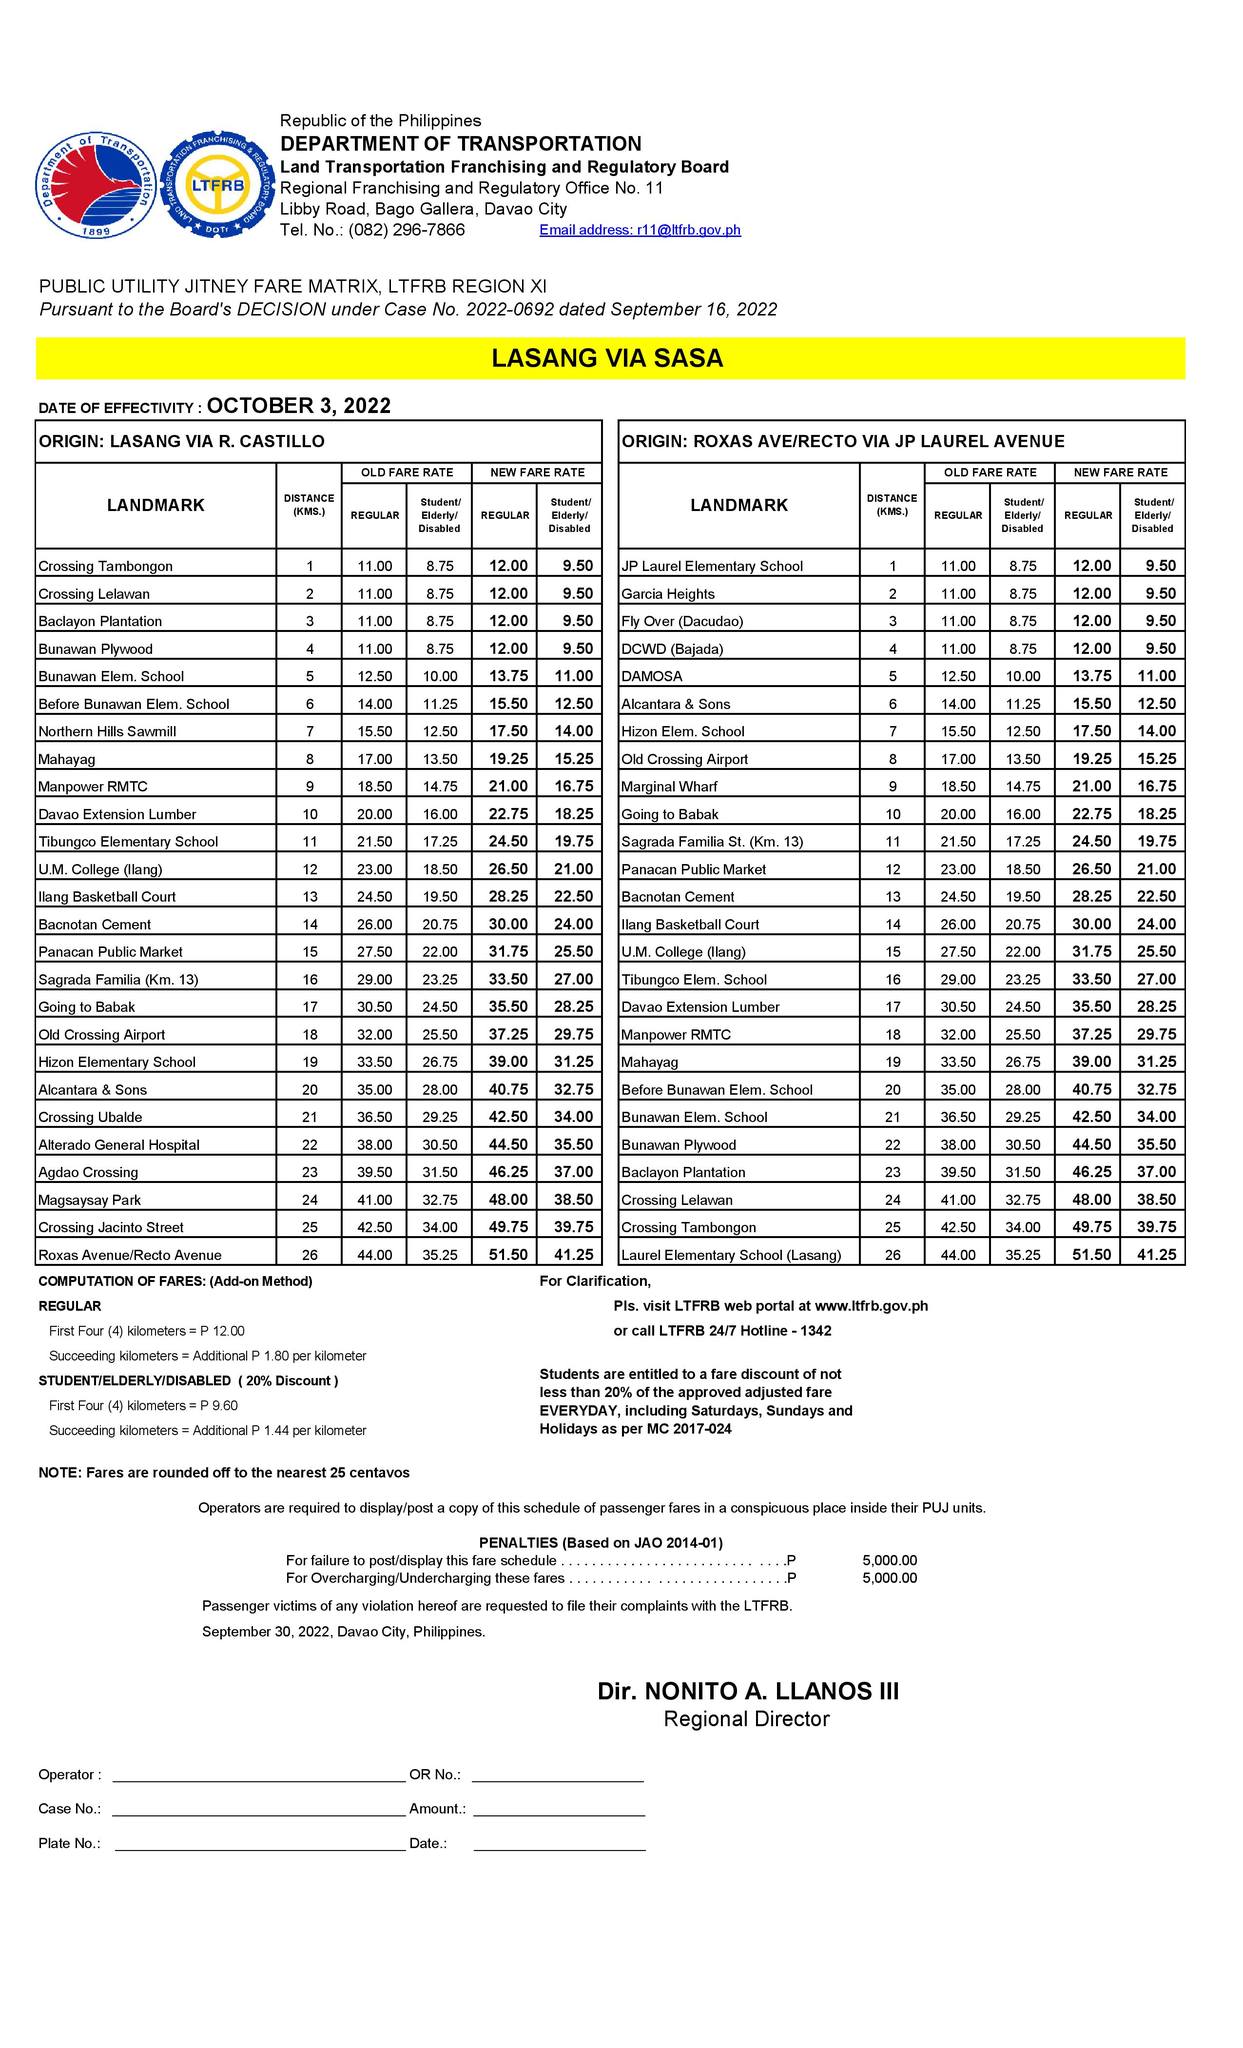 Republic of the Philippines
DEPARTMENT OF TRANSPORTATION
Land Transportation Franchising and Regulatory Board
Regional Franchising and Regulatory Office No. 11
Libby Road, Bago Gallera, Davao City
Tel. No.: (082) 296-7866 Email address: r11@ltfrb.gov.ph
Department of Transportation
1899
LAND TRANSPORTATION FRANCHISING & REGULATORY BOARD
LTFRB
DOTr
PUBLIC UTILITY JITNEY FARE MATRIX, LTFRB REGION XI
Pursuant to the Board's DECISION under Case No. 2022-0692 dated September 16, 2022
LASANG VIA SASA
DATE OF EFFECTIVITY : OCTOBER 3, 2022
ORIGIN: LASANG VIA R. CASTILLO
LANDMARK DISTANCE (KMS.) OLD FARE RATE NEW FARE RATE
REGULAR Student/ Elderly/ Disabled REGULAR Student/ Elderly/ Disabled
Crossing Tambongon 1 11.00 8.75 12.00 9.50
Crossing Lelawan 2 11.00 8.75 12.00 9.50
Baclayon Plantation 3 11.00 8.75 12.00 9.50
Bunawan Plywood 4 11.00 8.75 12.00 9.50
Bunawan Elem. School 5 12.50 10.00 13.75 11.00
Before Bunawan Elem. School 6 14.00 11.25 15.50 12.50
Northern Hills Sawmill 7 15.50 12.50 17.50 14.00
Mahayag 8 17.00 13.50 19.25 15.25
Manpower RMTC 9 18.50 14.75 21.00 16.75
Davao Extension Lumber 10 20.00 16.00 22.75 18.25
Tibungco Elementary School 11 21.50 17.25 24.50 19.75
U.M. College (Ilang) 12 23.00 18.50 26.50 21.00
Ilang Basketball Court 13 24.50 19.50 28.25 22.50
Bacnotan Cement 14 26.00 20.75 30.00 24.00
Panacan Public Market 15 27.50 22.00 31.75 25.50
Sagrada Familia (Km. 13) 16 29.00 23.25 33.50 27.00
Going to Babak 17 30.50 24.50 35.50 28.25
Old Crossing Airport 18 32.00 25.50 37.25 29.75
Hizon Elementary School 19 33.50 26.75 39.00 31.25
Alcantara & Sons 20 35.00 28.00 40.75 32.75
Crossing Ubalde 21 36.50 29.25 42.50 34.00
Alterado General Hospital 22 38.00 30.50 44.50 35.50
Agdao Crossing 23 39.50 31.50 46.25 37.00
Magsaysay Park 24 41.00 32.75 48.00 38.50
Crossing Jacinto Street 25 42.50 34.00 49.75 39.75
Roxas Avenue/Recto Avenue 26 44.00 35.25 51.50 41.25
ORIGIN: ROXAS AVE/RECTO VIA JP LAUREL AVENUE
LANDMARK DISTANCE (KMS.) OLD FARE RATE NEW FARE RATE
REGULAR Student/ Elderly/ Disabled REGULAR Student/ Elderly/ Disabled
JP Laurel Elementary School 1 11.00 8.75 12.00 9.50
Garcia Heights 2 11.00 8.75 12.00 9.50
Fly Over (Dacudao) 3 11.00 8.75 12.00 9.50
DCWD (Bajada) 4 11.00 8.75 12.00 9.50
DAMOSA 5 12.50 10.00 13.75 11.00
Alcantara & Sons 6 14.00 11.25 15.50 12.50
Hizon Elem. School 7 15.50 12.50 17.50 14.00
Old Crossing Airport 8 17.00 13.50 19.25 15.25
Marginal Wharf 9 18.50 14.75 21.00 16.75
Going to Babak 10 20.00 16.00 22.75 18.25
Sagrada Familia St. (Km. 13) 11 21.50 17.25 24.50 19.75
Panacan Public Market 12 23.00 18.50 26.50 21.00
Bacnotan Cement 13 24.50 19.50 28.25 22.50
Ilang Basketball Court 14 26.00 20.75 30.00 24.00
U.M. College (Ilang) 15 27.50 22.00 31.75 25.50
Tibungco Elem. School 16 29.00 23.25 33.50 27.00
Davao Extension Lumber 17 30.50 24.50 35.50 28.25
Manpower RMTC 18 32.00 25.50 37.25 29.75
Mahayag 19 33.50 26.75 39.00 31.25
Before Bunawan Elem. School 20 35.00 28.00 40.75 32.75
Bunawan Elem. School 21 36.50 29.25 42.50 34.00
Bunawan Plywood 22 38.00 30.50 44.50 35.50
Baclayon Plantation 23 39.50 31.50 46.25 37.00
Crossing Lelawan 24 41.00 32.75 48.00 38.50
Crossing Tambongon 25 42.50 34.00 49.75 39.75
Laurel Elementary School (Lasang) 26 44.00 35.25 51.50 41.25
COMPUTATION OF FARES: (Add-on Method)
REGULAR
First Four (4) kilometers = P 12.00
Succeeding kilometers = Additional P 1.80 per kilometer
STUDENT/ELDERLY/DISABLED ( 20% Discount )
First Four (4) kilometers = P 9.60
Succeeding kilometers = Additional P 1.44 per kilometer
For Clarification,
Pls. visit LTFRB web portal at www.ltfrb.gov.ph
or call LTFRB 24/7 Hotline - 1342
Students are entitled to a fare discount of not
less than 20% of the approved adjusted fare
EVERYDAY, including Saturdays, Sundays and
Holidays as per MC 2017-024
NOTE: Fares are rounded off to the nearest 25 centavos
Operators are required to display/post a copy of this schedule of passenger fares in a conspicuous place inside their PUJ units.
PENALTIES (Based on JAO 2014-01)
For failure to post/display this fare schedule . . . . . . . . . . . . . . . . . . . . . . . . . . . . .P 5,000.00
For Overcharging/Undercharging these fares . . . . . . . . . . . . . . . . . . . . . . . . . . . .P 5,000.00
Passenger victims of any violation hereof are requested to file their complaints with the LTFRB.
September 30, 2022, Davao City, Philippines.
Dir. NONITO A. LLANOS III
Regional Director
Operator : OR No.:
Case No.: Amount.:
Plate No.: Date.: